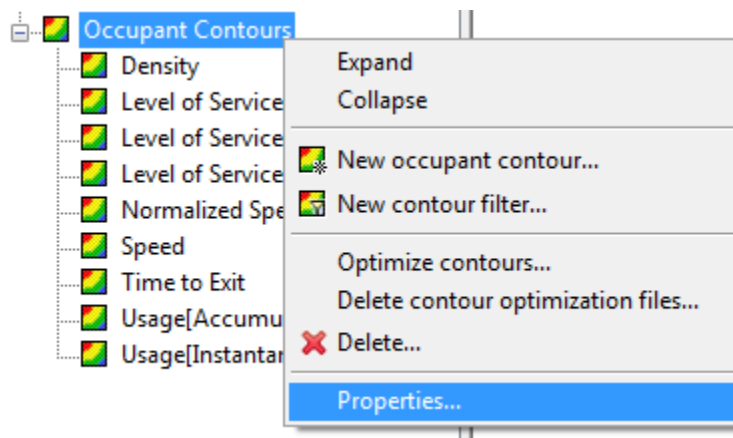 Occupant Contours
Density
Level of Service
Level of Service
Level of Service
Normalized Spe
Speed
Time to Exit
Usage[Accumu
Usage[Instantar
Expand
Collapse
New occupant contour...
New contour filter...
Optimize contours...
Delete contour optimization files...
Delete...
Properties...